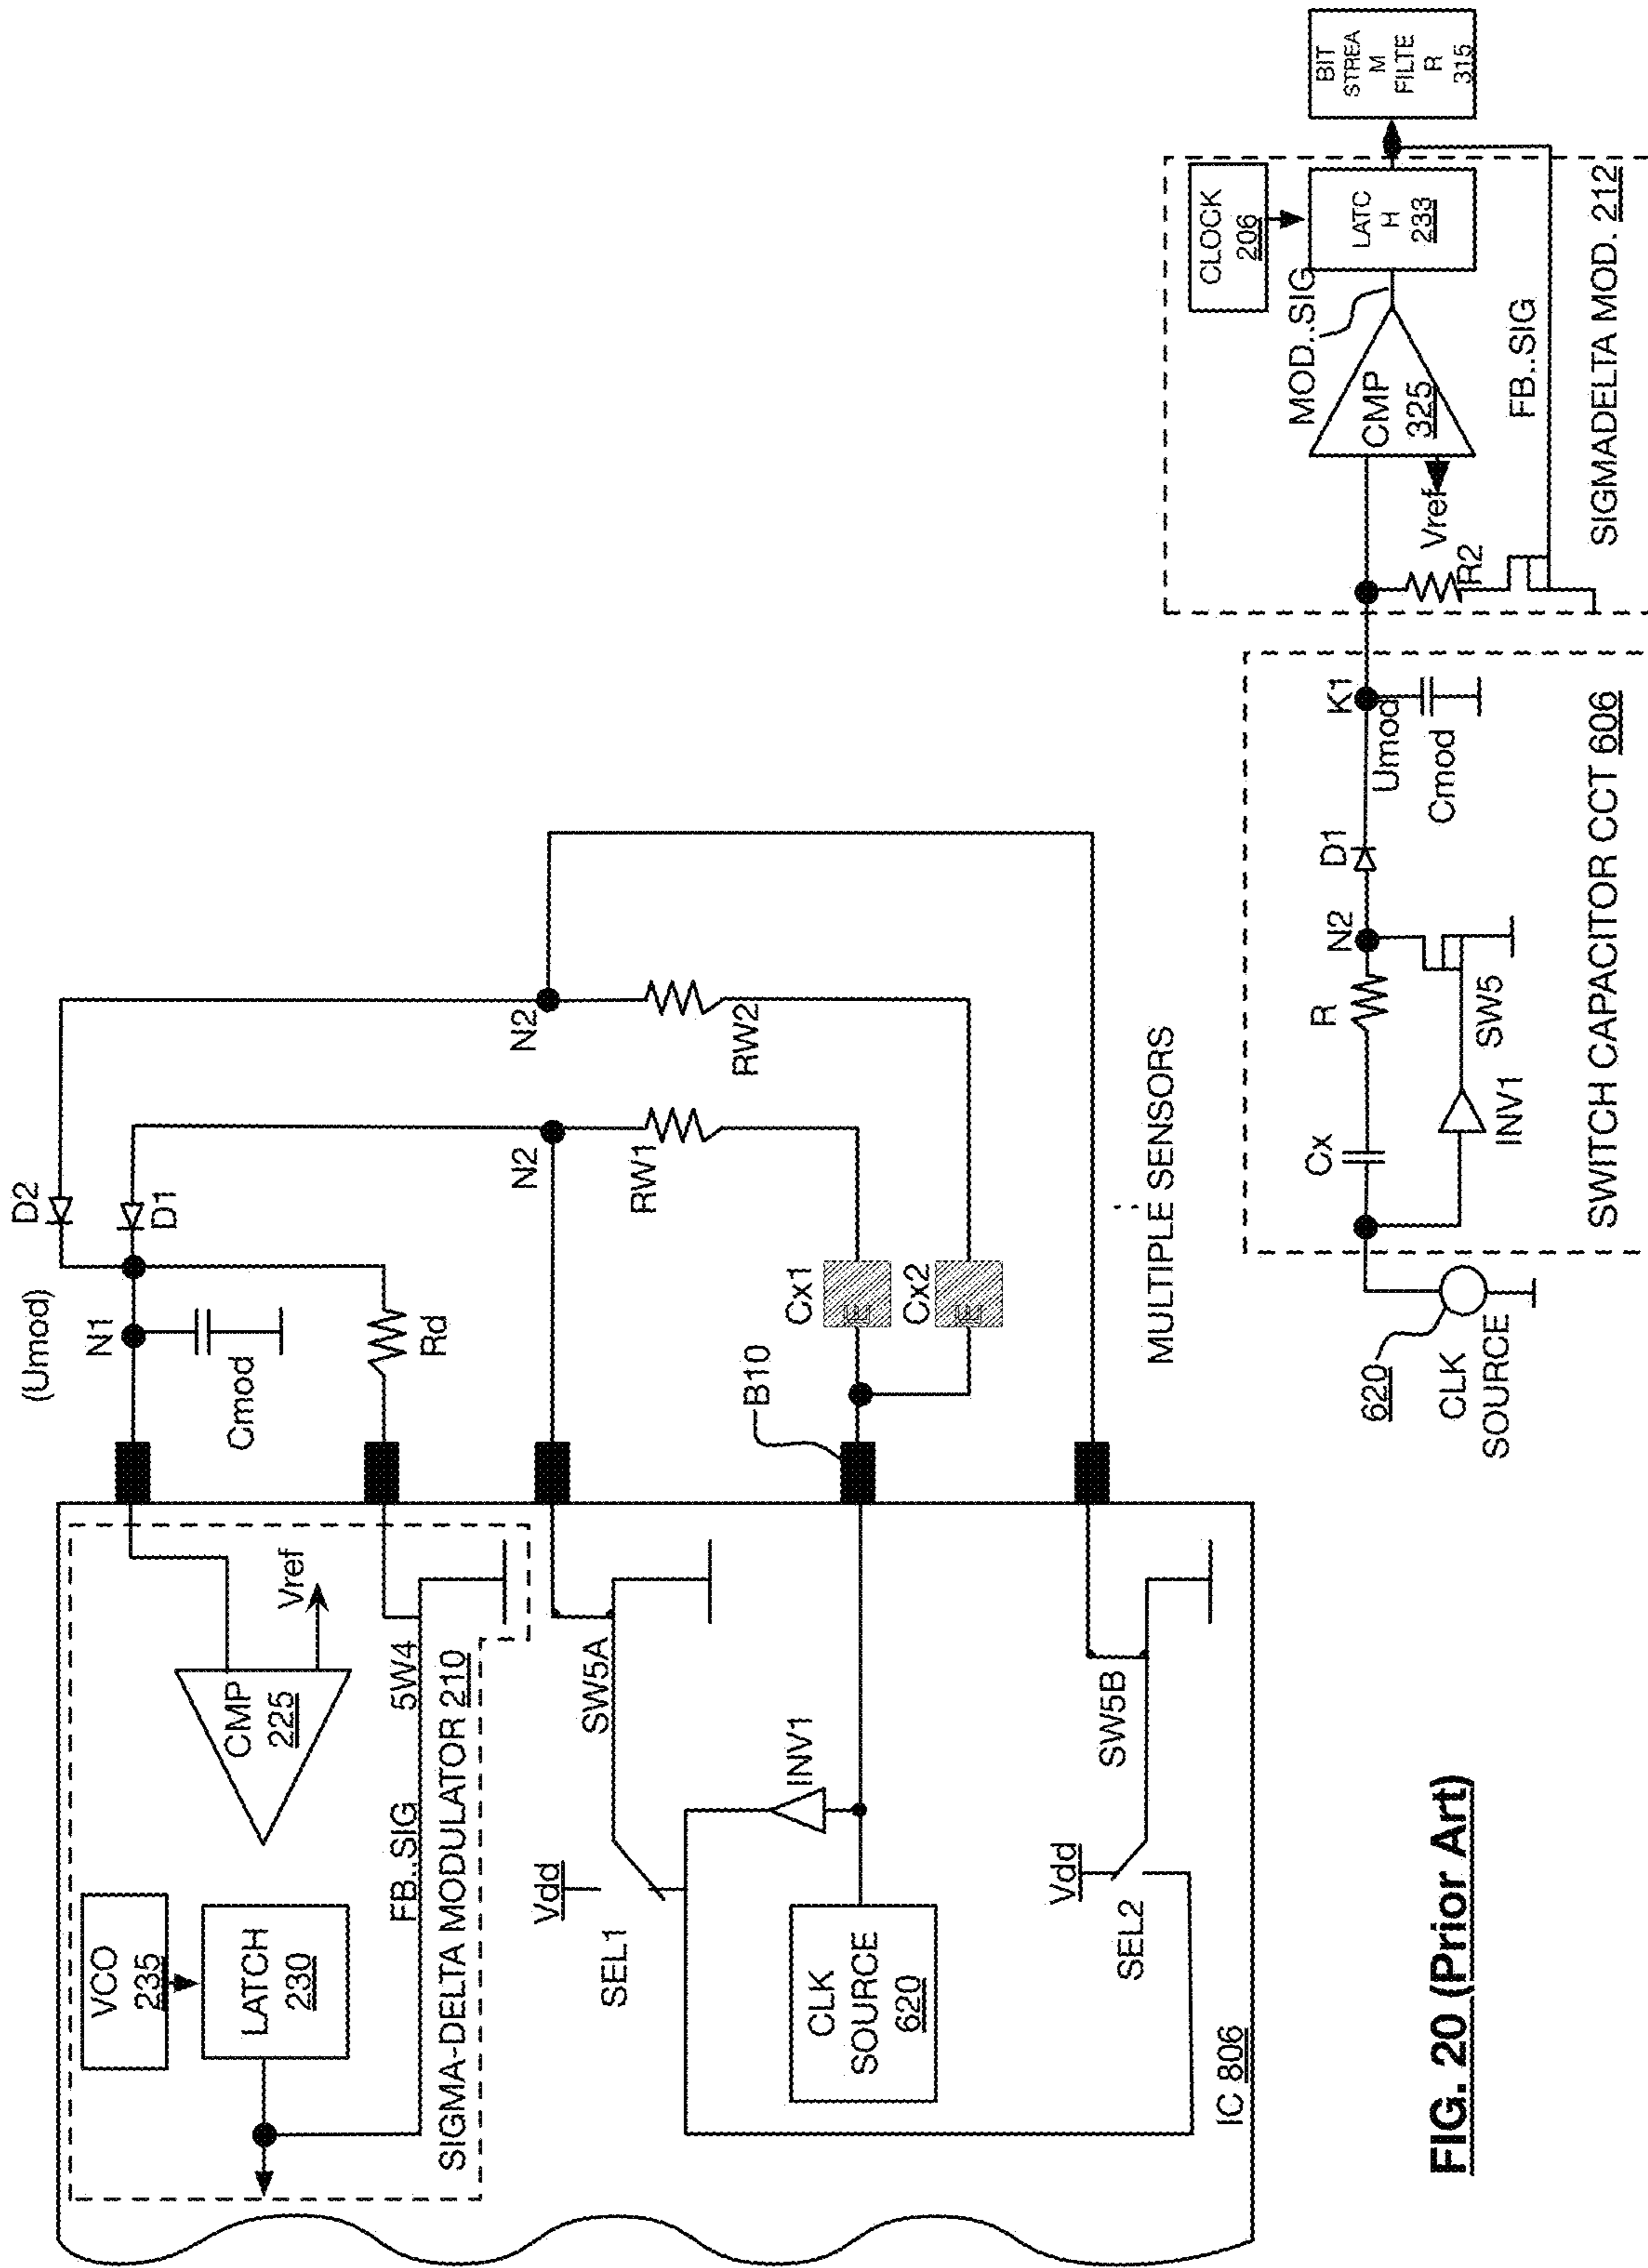 (Umod)
D2
D1
N1
Cmod
Rd
N2
N2
RW1
RW2
Cx1
E
Cx2
E
B10
MULTIPLE SENSORS
VCO
235
LATCH
230
CMP
225
Vref
FB..SIG
5W4
SIGMA-DELTA MODULATOR 210
Vdd
SEL1
SW5A
INV1
CLK
SOURCE
620
Vdd
SEL2
SW5B
IC 806
620
CLK
SOURCE
Cx
R
N2
D1
K1
Umod
Cmod
INV1
SW5
SWITCH CAPACITOR CCT 606
CLOCK
206
MOD..SIG
CMP
325
Vref
R2
LATC
H
233
FB..SIG
SIGMADELTA MOD. 212
BIT
STREA
M
FILTE
R
315
FIG. 20 (Prior Art)